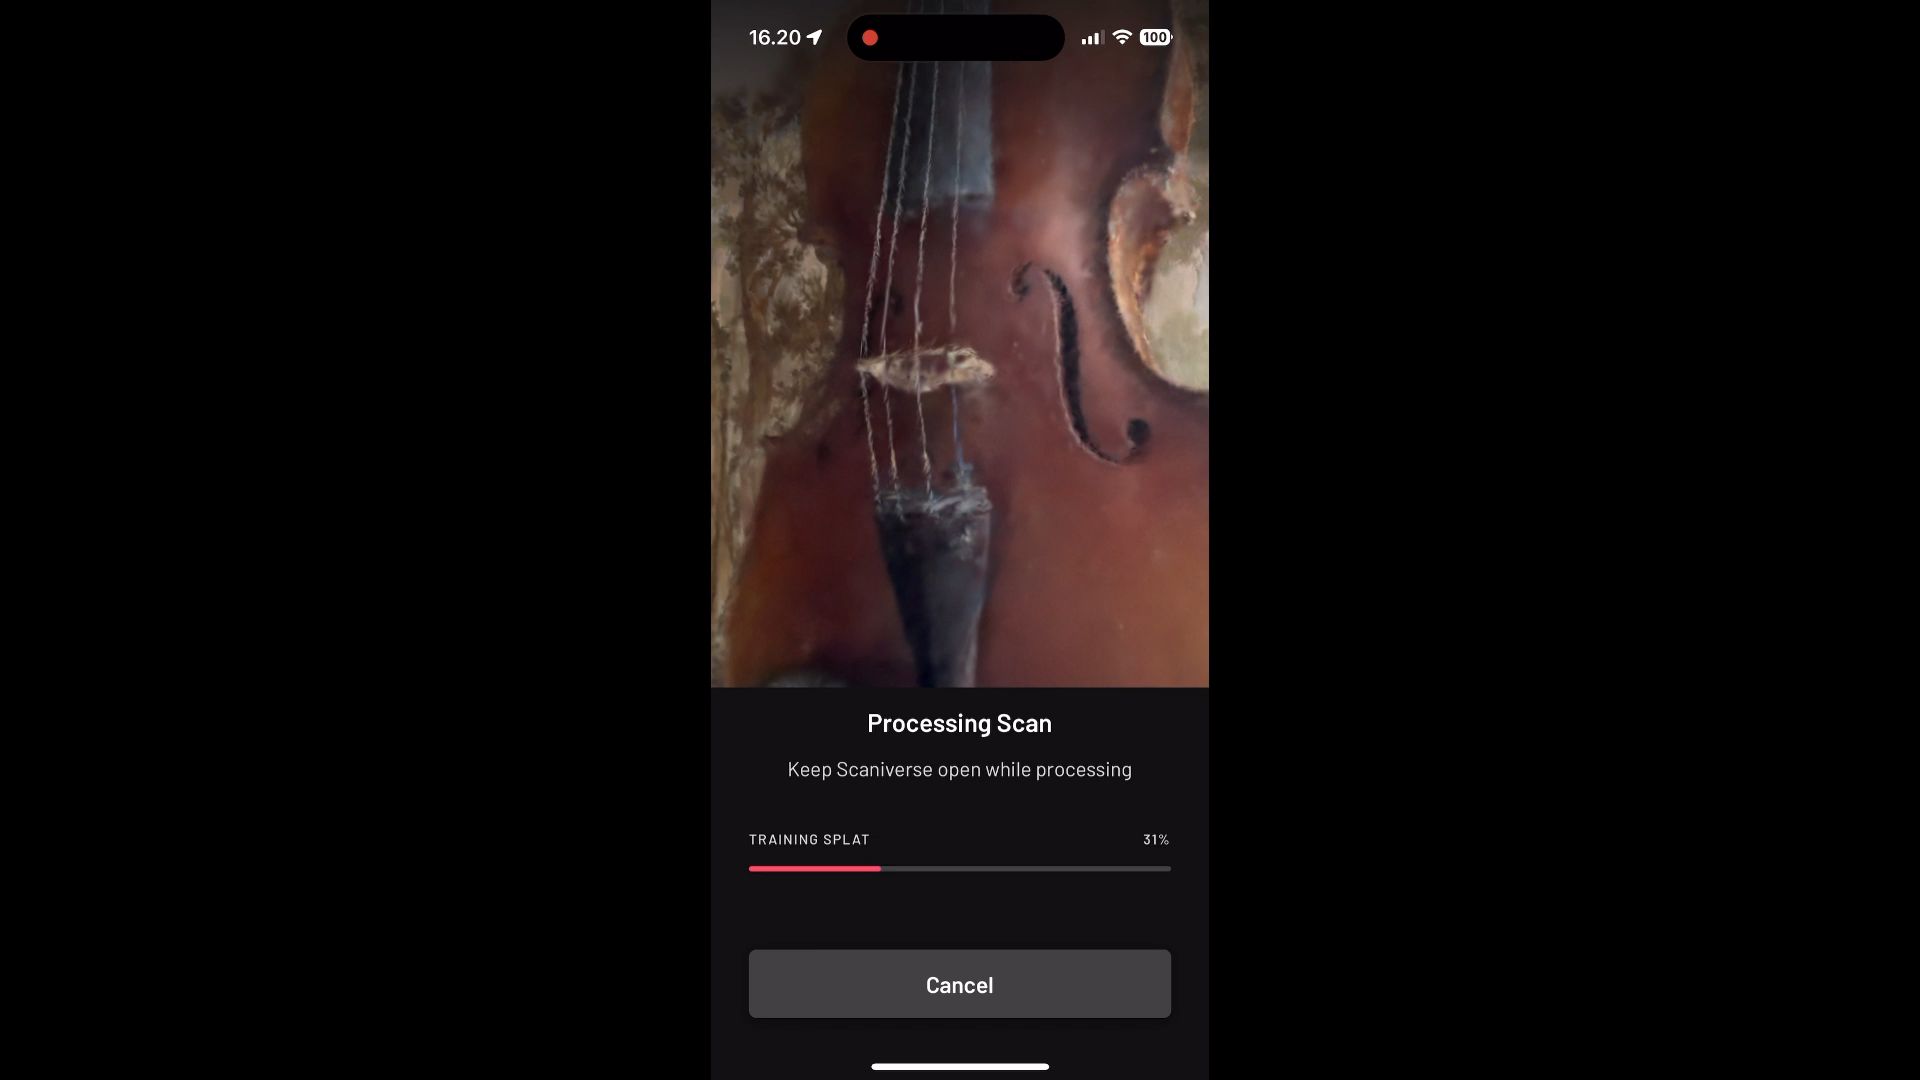 16.20
100
Processing Scan
Keep Scaniverse open while processing
TRAINING SPLAT 31%
Cancel